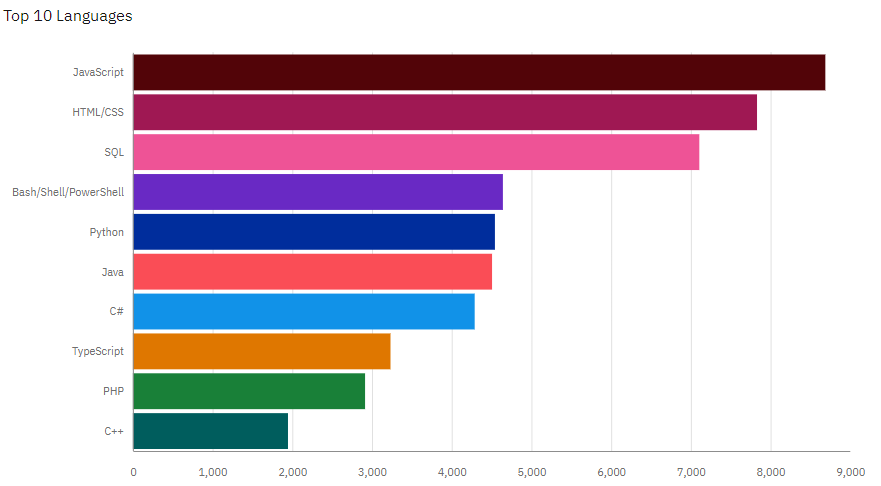 Top 10 Languages
JavaScript
HTML/CSS
SQL
Bash/Shell/PowerShell
Python
Java
C#
TypeScript
PHP
C++
0 1,000 2,000 3,000 4,000 5,000 6,000 7,000 8,000 9,000